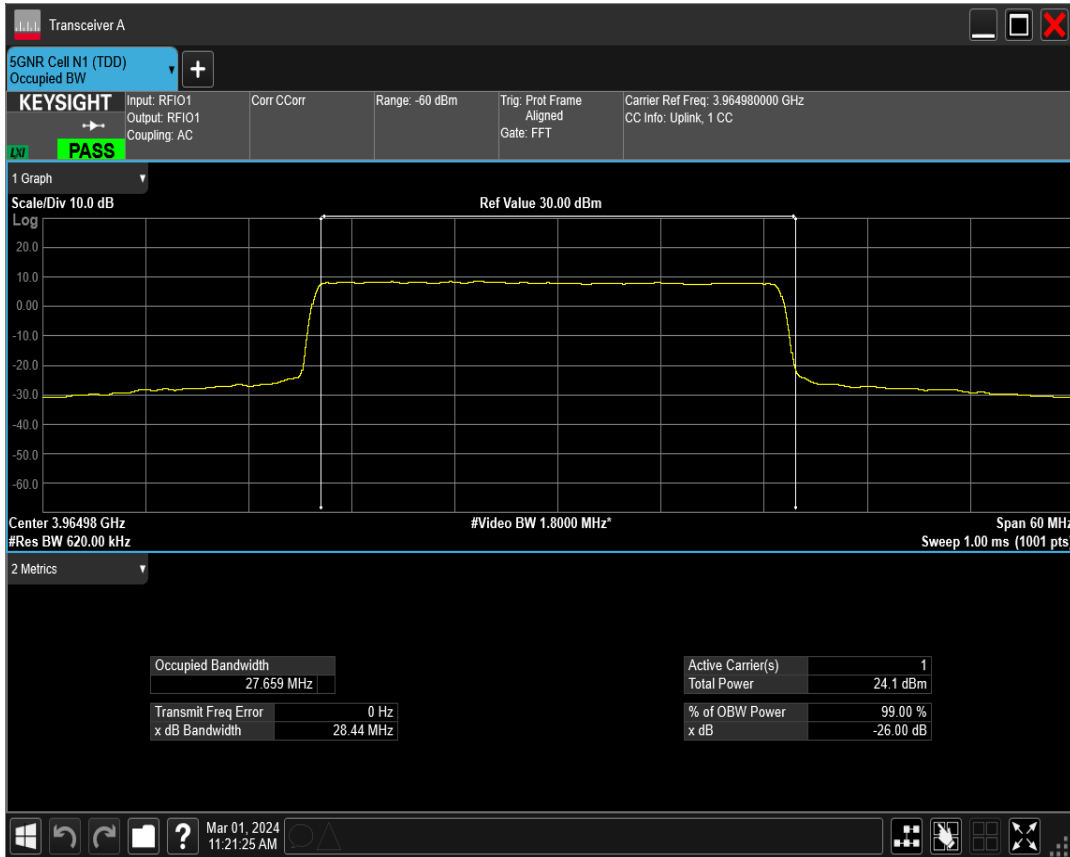 Transceiver A
5GNR Cell N1 (TDD)
Occupied BW
+
KEYSIGHT
LXI
PASS
Input: RFIO1
Output: RFIO1
Coupling: AC
Corr CCorr
Range: -60 dBm
Trig: Prot Frame
Aligned
Gate: FFT
Carrier Ref Freq: 3.964980000 GHz
CC Info: Uplink, 1 CC
1 Graph
Scale/Div 10.0 dB
Ref Value 30.00 dBm
Log
20.0
10.0
0.00
-10.0
-20.0
-30.0
-40.0
-50.0
-60.0
Center 3.96498 GHz
#Video BW 1.8000 MHz*
Span 60 MHz
#Res BW 620.00 kHz
Sweep 1.00 ms (1001 pts)
2 Metrics
Occupied Bandwidth
27.659 MHz
Transmit Freq Error 0 Hz
x dB Bandwidth 28.44 MHz
Active Carrier(s) 1
Total Power 24.1 dBm
% of OBW Power 99.00 %
x dB -26.00 dB
?
Mar 01, 2024
11:21:25 AM